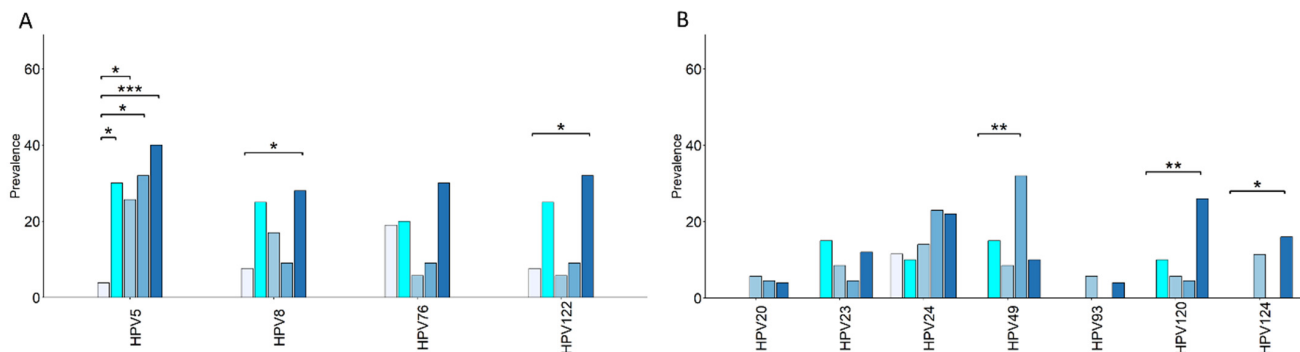 A
60
40
20
0
Prevalence
*
***
*
*
*
*
HPV5
HPV8
HPV76
HPV122
B
60
40
20
0
Prevalence
**
**
*
HPV20
HPV23
HPV24
HPV49
HPV93
HPV120
HPV124